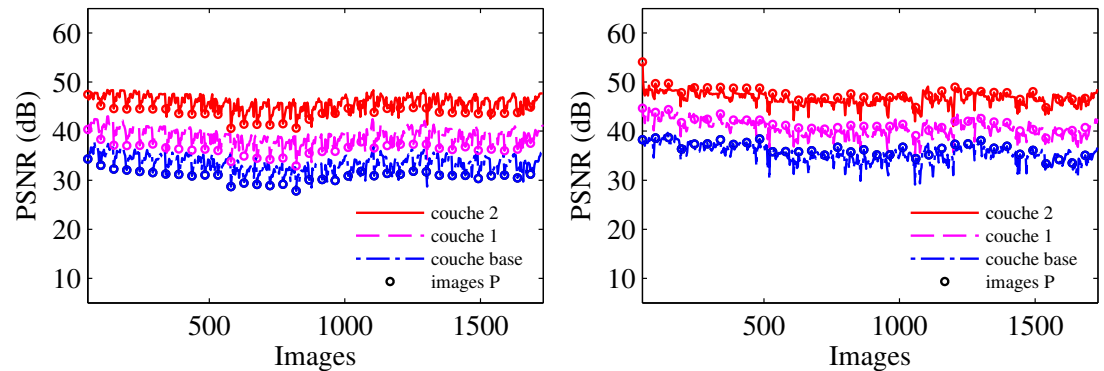 PSNR (dB)
60
50
40
30
20
10
couche 2
couche 1
couche base
images P
500
1000
1500
Images
PSNR (dB)
60
50
40
30
20
10
couche 2
couche 1
couche base
images P
500
1000
1500
Images